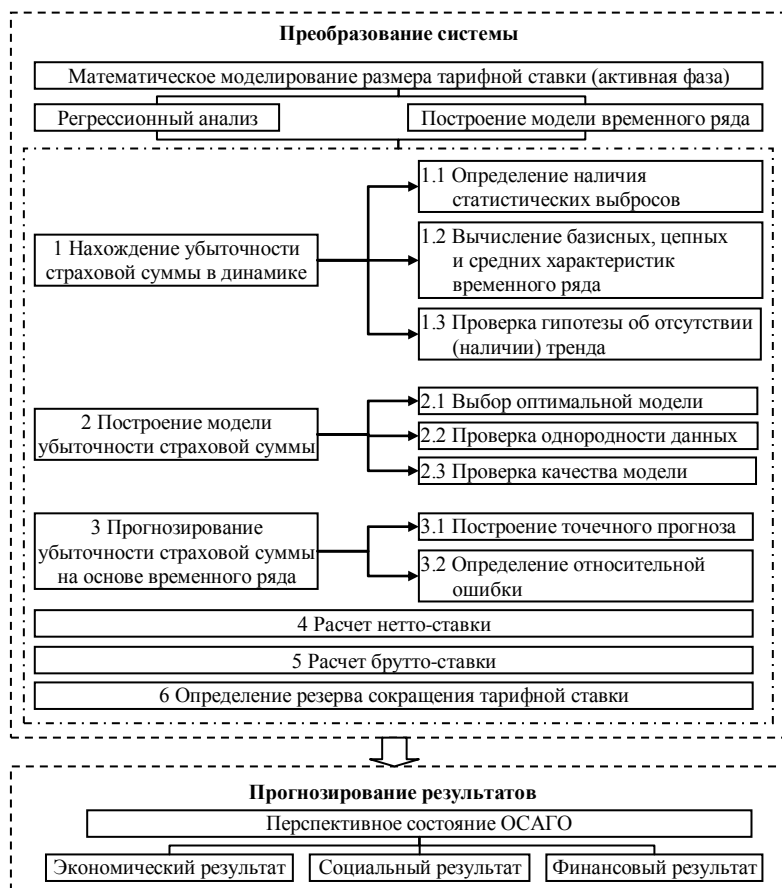 Преобразование системы
Математическое моделирование размера тарифной ставки (активная фаза)
Регрессионный анализ
Построение модели временного ряда
1 Нахождение убыточности
страховой суммы в динамике
1.1 Определение наличия
статистических выбросов
1.2 Вычисление базисных, цепных
и средних характеристик
временного ряда
1.3 Проверка гипотезы об отсутствии
(наличии) тренда
2 Построение модели
убыточности страховой суммы
2.1 Выбор оптимальной модели
2.2 Проверка однородности данных
2.3 Проверка качества модели
3 Прогнозирование
убыточности страховой суммы
на основе временного ряда
3.1 Построение точечного прогноза
3.2 Определение относительной
ошибки
4 Расчет нетто-ставки
5 Расчет брутто-ставки
6 Определение резерва сокращения тарифной ставки
Прогнозирование результатов
Перспективное состояние ОСАГО
Экономический результат
Социальный результат
Финансовый результат